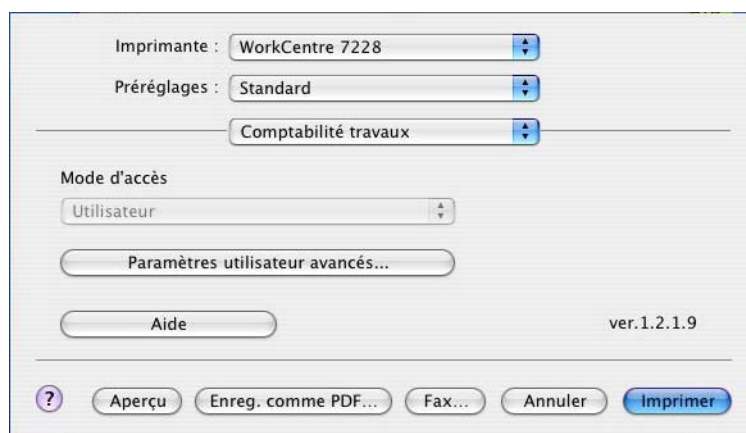 Imprimante : WorkCentre 7228
Préréglages : Standard
Comptabilité travaux
Mode d'accès
Utilisateur
Paramètres utilisateur avancés...
Aide ver.1.2.1.9
? Aperçu Enreg. comme PDF... Fax... Annuler Imprimer